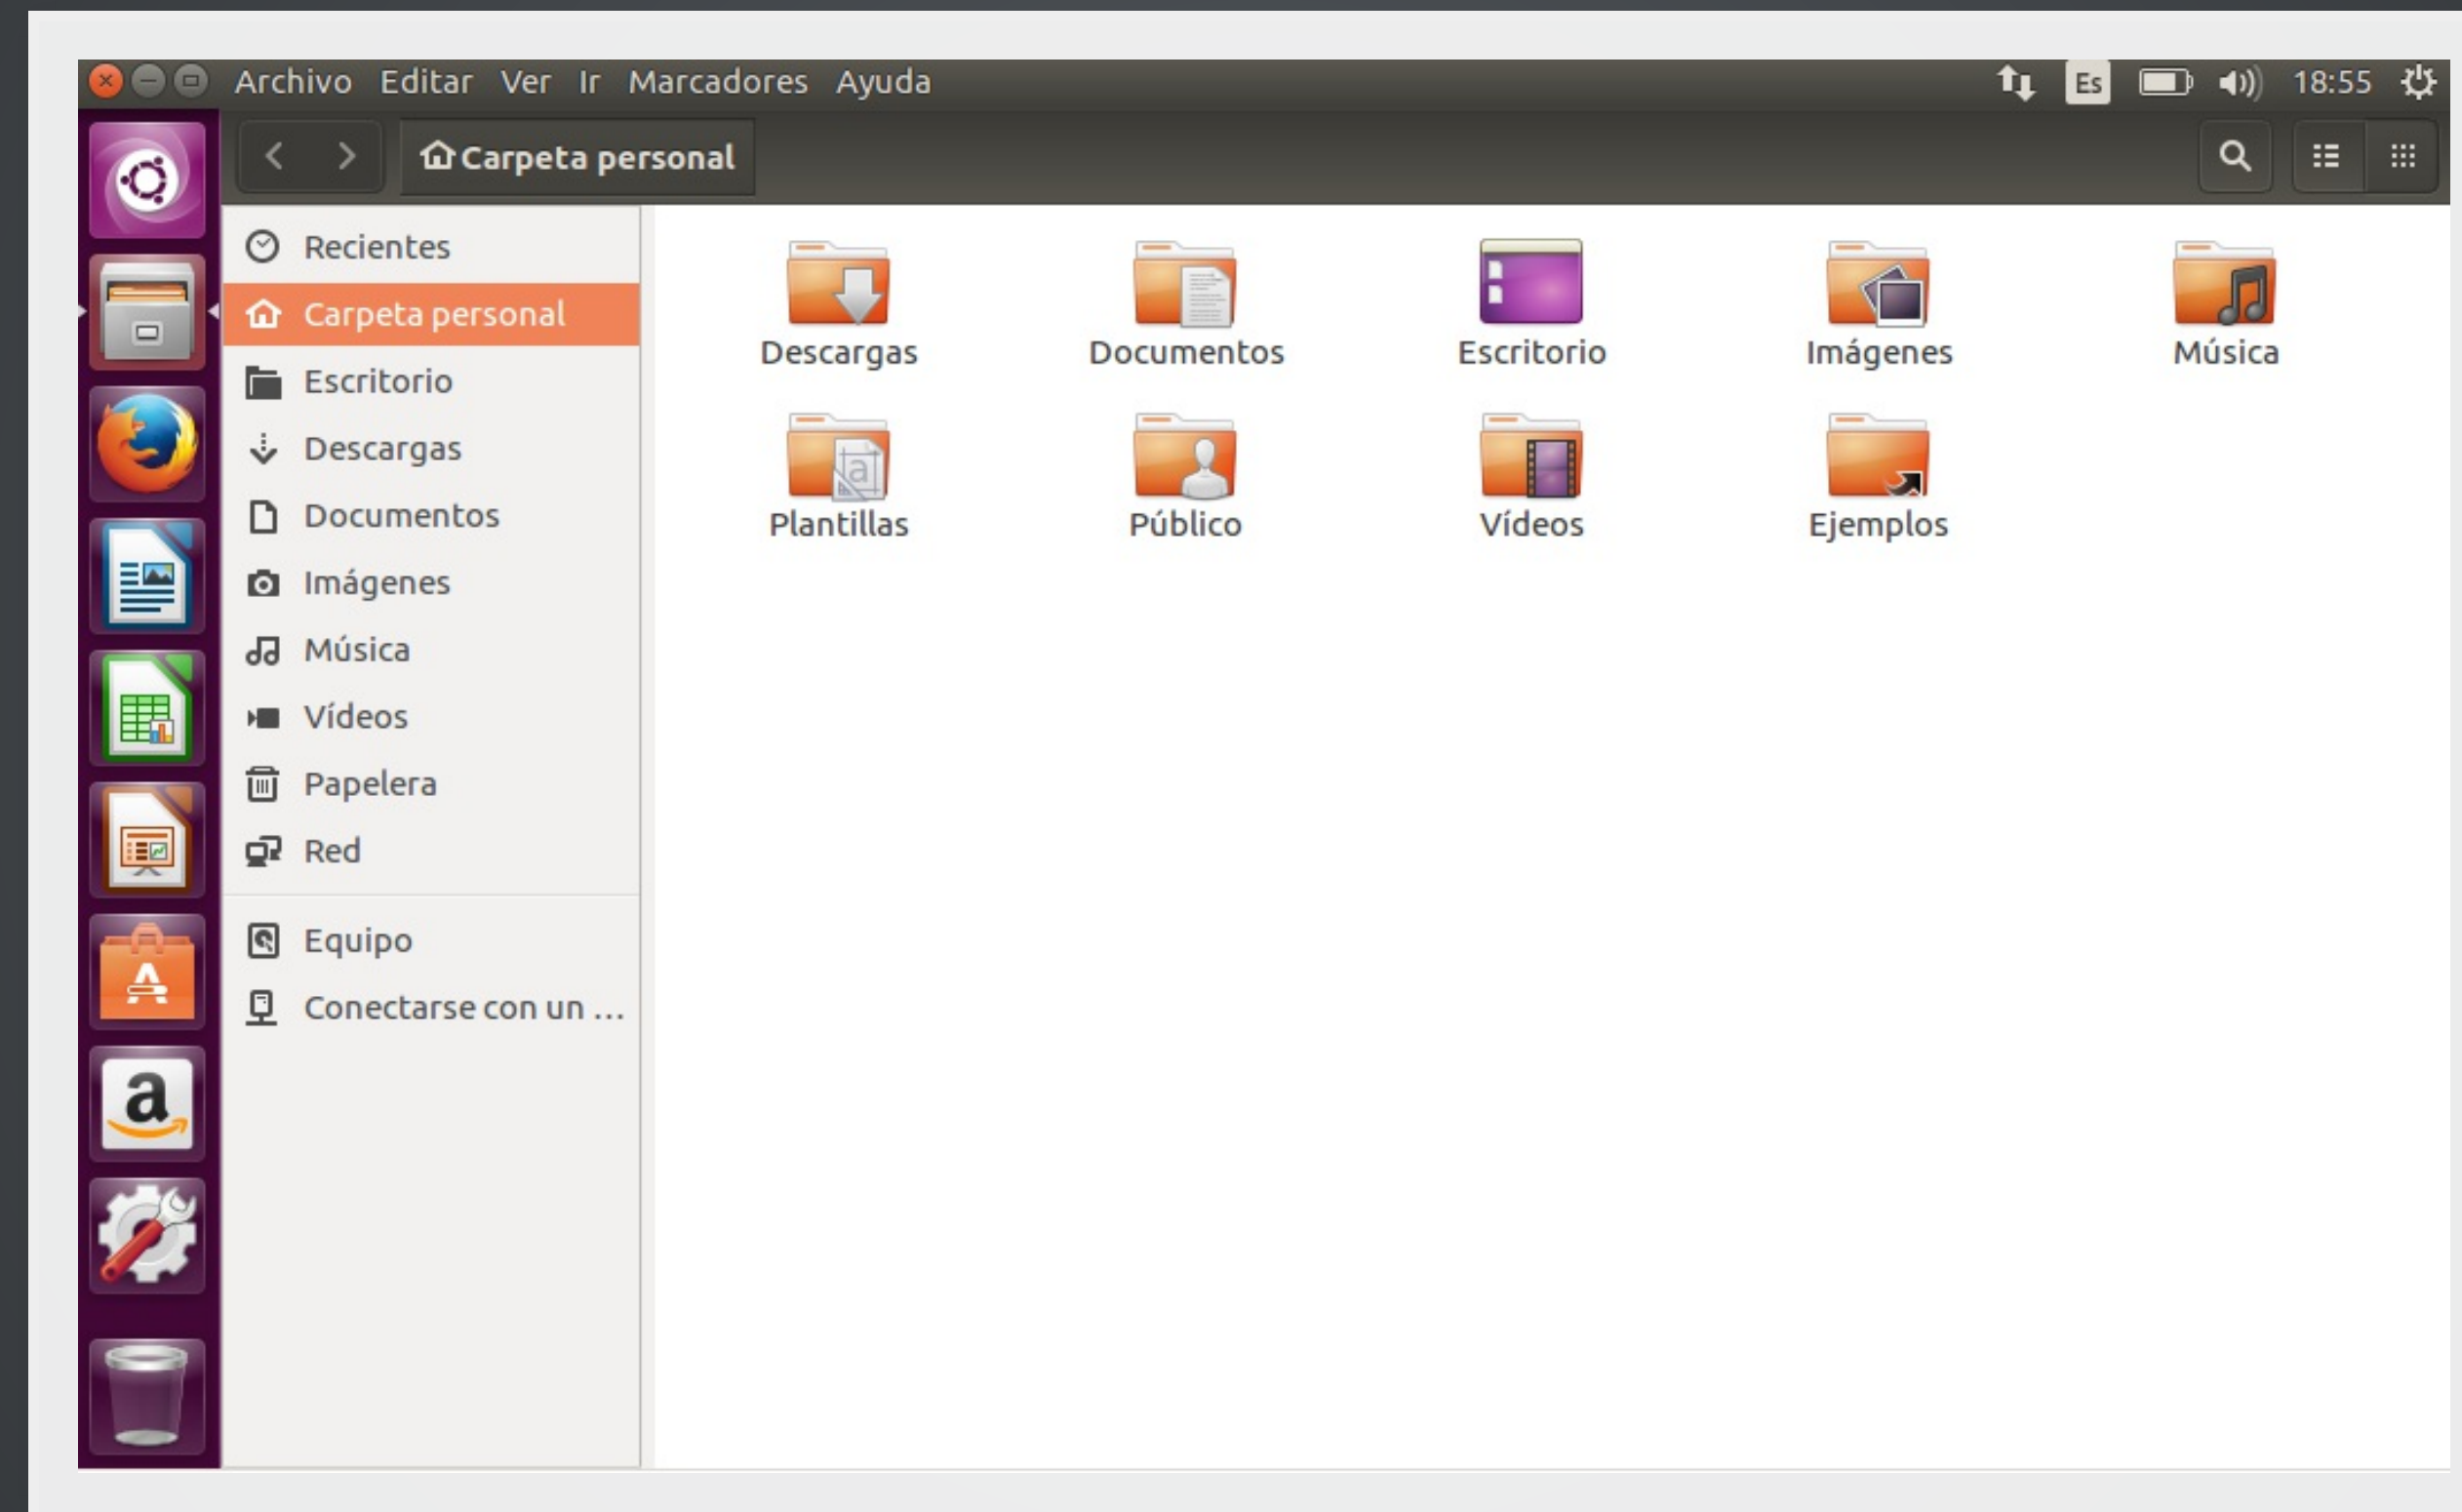 Archivo Editar Ver Ir Marcadores Ayuda Es 18:55
Carpeta personal
Recientes
Carpeta personal
Escritorio
Descargas
Documentos
Imágenes
Música
Vídeos
Papelera
Red
Equipo
Conectarse con un ...
Descargas Documentos Escritorio Imágenes Música
Plantillas Público Vídeos Ejemplos